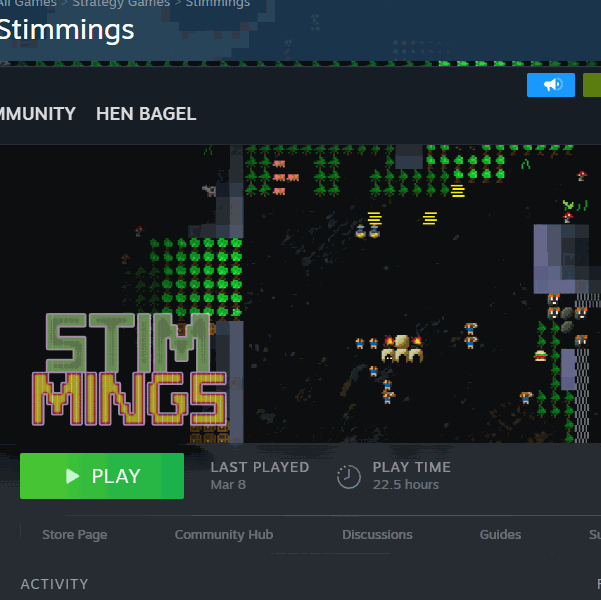 All Games > Strategy Games > Stimmings
Stimmings
MMUNITY HEN BAGEL
STIM
MINGS
PLAY
LAST PLAYED
Mar 8
PLAY TIME
22.5 hours
Store Page Community Hub Discussions Guides Su
ACTIVITY